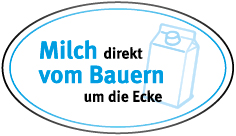 Milch direkt
vom Bauern
um die Ecke